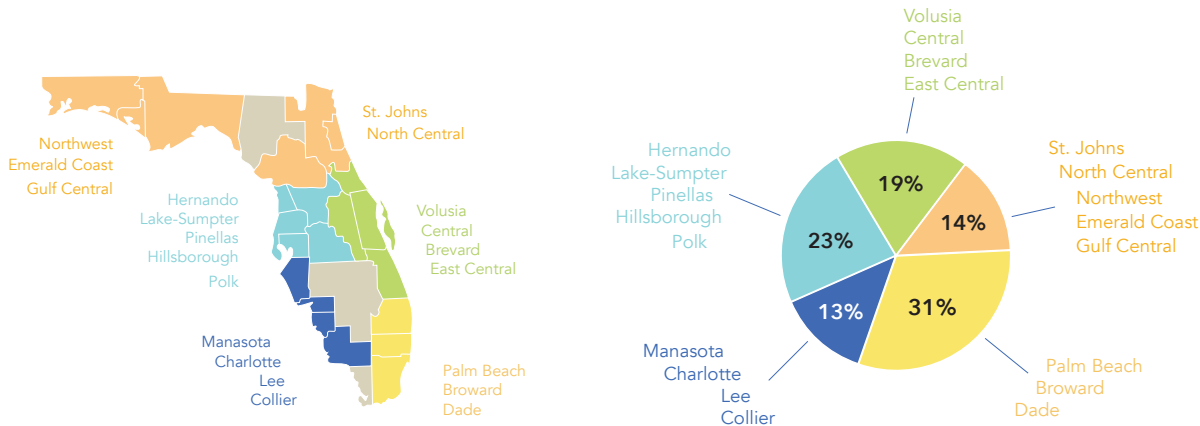 St. Johns
North Central
Northwest
Emerald Coast
Gulf Central
Hernando
Lake-Sumpter
Pinellas
Hillsborough
Polk
Volusia
Central
Brevard
East Central
Manasota
Charlotte
Lee
Collier
Palm Beach
Broward
Dade
Volusia
Central
Brevard
East Central
Hernando
Lake-Sumpter
Pinellas
Hillsborough
Polk
St. Johns
North Central
Northwest
Emerald Coast
Gulf Central
19%
14%
23%
13%
31%
Manasota
Charlotte
Lee
Collier
Palm Beach
Broward
Dade